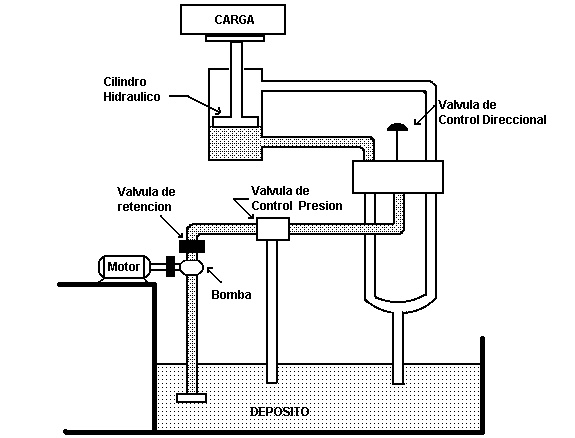 CARGA
Cilindro
Hidraulico
Valvula de
Control Direccional
Valvula de
retencion
Valvula de
Control Presion
Motor
Bomba
DEPOSITO